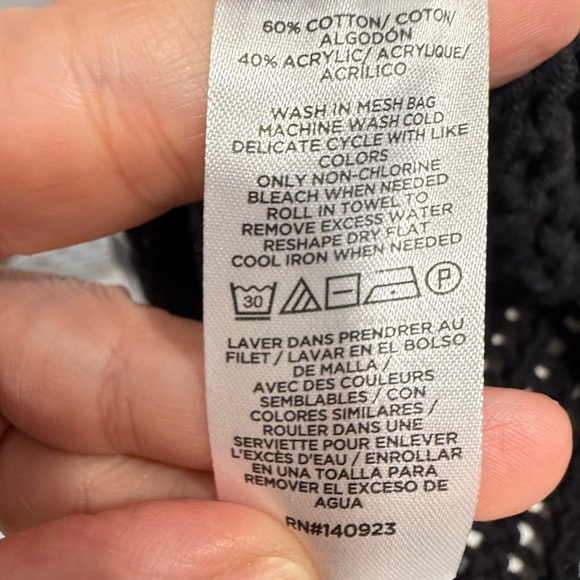 60% COTTON/ COTON/
ALGODÓN
40% ACRYLIC/ ACRYLIQUE/
ACRÍLICO
WASH IN MESH BAG
MACHINE WASH COLD
DELICATE CYCLE WITH LIKE
COLORS
ONLY NON-CHLORINE
BLEACH WHEN NEEDED
ROLL IN TOWEL TO
REMOVE EXCESS WATER
RESHAPE DRY FLAT
COOL IRON WHEN NEEDED
30 P
LAVER DANS PRENDRER AU
FILET / LAVAR EN EL BOLSO
DE MALLA /
AVEC DES COULEURS
SEMBLABLES / CON
COLORES SIMILARES /
ROULER DANS UNE
SERVIETTE POUR ENLEVER
L'EXCÈS D'EAU / ENROLLAR
EN UNA TOALLA PARA
REMOVER EL EXCESO DE
AGUA
RN#140923